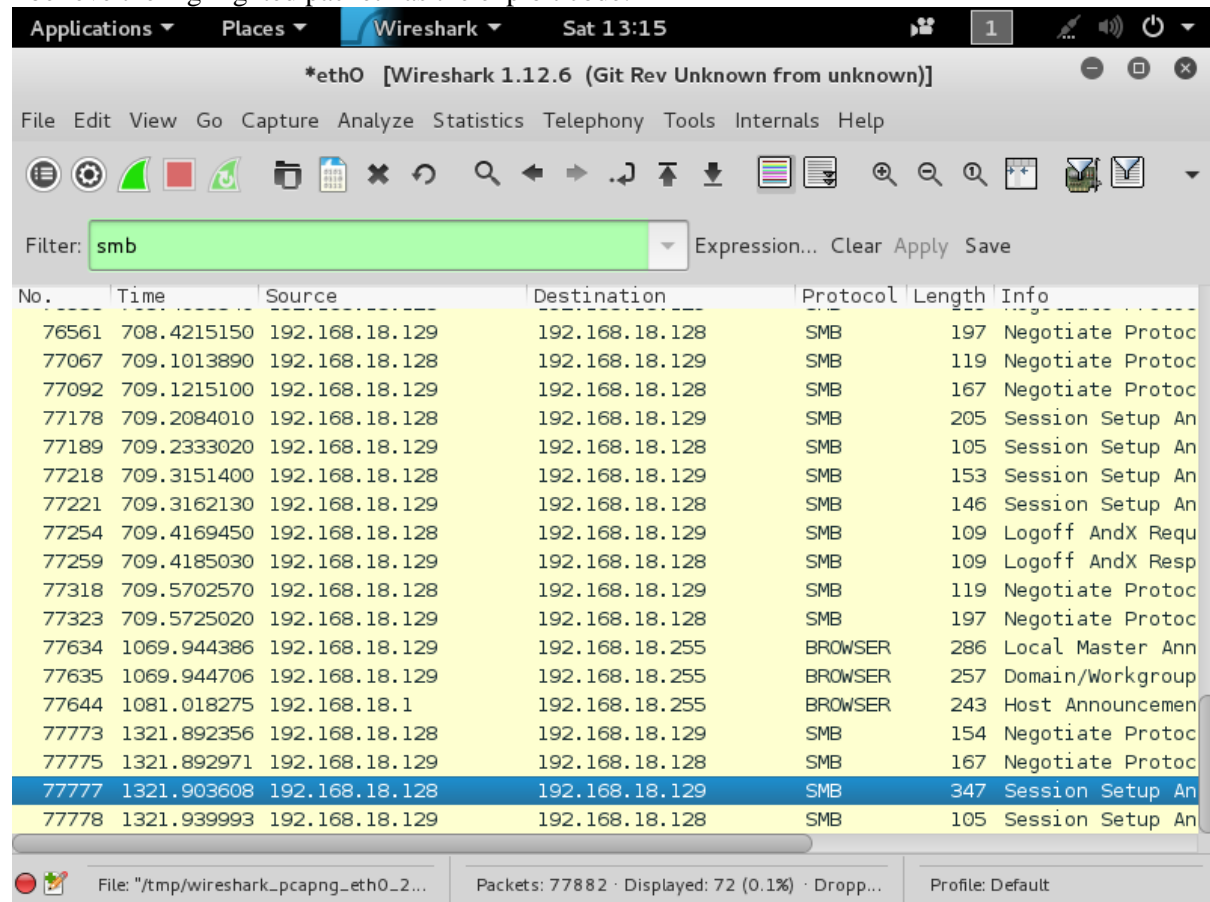 Applications Places Wireshark Sat 13:15 1
*eth0 [Wireshark 1.12.6 (Git Rev Unknown from unknown)]
File Edit View Go Capture Analyze Statistics Telephony Tools Internals Help
Filter: smb Expression... Clear Apply Save
No. Time Source Destination Protocol Length Info
76561 708.4215150 192.168.18.129 192.168.18.128 SMB 197 Negotiate Protoc
77067 709.1013890 192.168.18.128 192.168.18.129 SMB 119 Negotiate Protoc
77092 709.1215100 192.168.18.129 192.168.18.128 SMB 167 Negotiate Protoc
77178 709.2084010 192.168.18.128 192.168.18.129 SMB 205 Session Setup An
77189 709.2333020 192.168.18.129 192.168.18.128 SMB 105 Session Setup An
77218 709.3151400 192.168.18.128 192.168.18.129 SMB 153 Session Setup An
77221 709.3162130 192.168.18.129 192.168.18.128 SMB 146 Session Setup An
77254 709.4169450 192.168.18.128 192.168.18.129 SMB 109 Logoff AndX Requ
77259 709.4185030 192.168.18.129 192.168.18.128 SMB 109 Logoff AndX Resp
77318 709.5702570 192.168.18.128 192.168.18.129 SMB 119 Negotiate Protoc
77323 709.5725020 192.168.18.129 192.168.18.128 SMB 197 Negotiate Protoc
77634 1069.944386 192.168.18.129 192.168.18.255 BROWSER 286 Local Master Ann
77635 1069.944706 192.168.18.129 192.168.18.255 BROWSER 257 Domain/Workgroup
77644 1081.018275 192.168.18.1 192.168.18.255 BROWSER 243 Host Announcemen
77773 1321.892356 192.168.18.128 192.168.18.129 SMB 154 Negotiate Protoc
77775 1321.892971 192.168.18.129 192.168.18.128 SMB 167 Negotiate Protoc
77777 1321.903608 192.168.18.128 192.168.18.129 SMB 347 Session Setup An
77778 1321.939993 192.168.18.129 192.168.18.128 SMB 105 Session Setup An
File: "/tmp/wireshark_pcapng_eth0_2... Packets: 77882 · Displayed: 72 (0.1%) · Dropp... Profile: Default